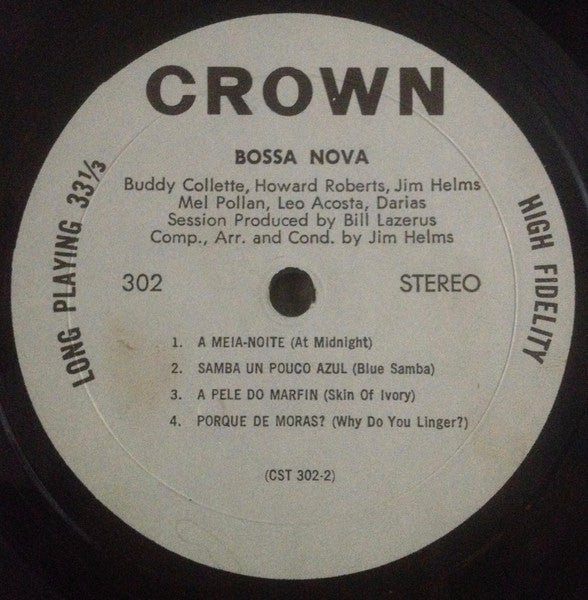 CROWN
BOSSA NOVA
Buddy Collette, Howard Roberts, Jim Helms
Mel Pollan, Leo Acosta, Darias
Session Produced by Bill Lazerus
Comp., Arr. and Cond. by Jim Helms
LONG PLAYING 33⅓
HIGH FIDELITY
302
STEREO
1. A MEIA-NOITE (At Midnight)
2. SAMBA UN POUCO AZUL (Blue Samba)
3. A PELE DO MARFIN (Skin Of Ivory)
4. PORQUE DE MORAS? (Why Do You Linger?)
(CST 302-2)